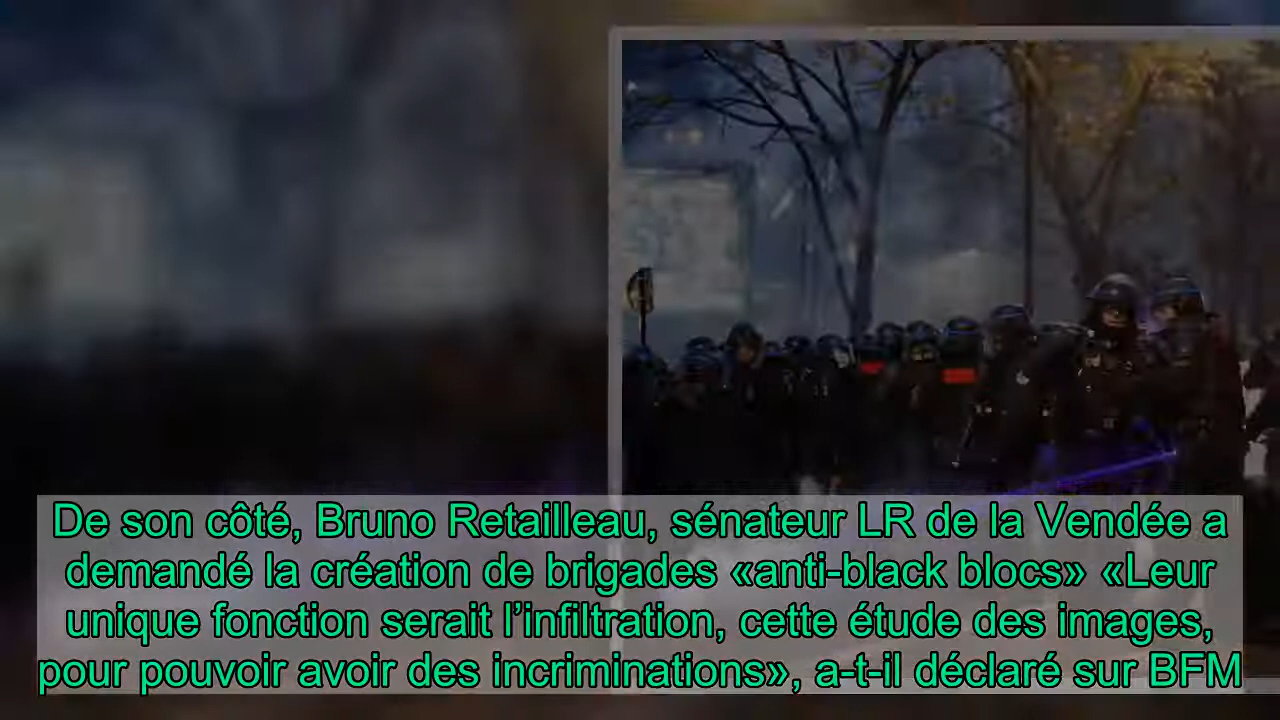 De son côté, Bruno Retailleau, sénateur LR de la Vendée a
demandé la création de brigades «anti-black blocs» «Leur
unique fonction serait l’infiltration, cette étude des images,
pour pouvoir avoir des incriminations», a-t-il déclaré sur BFM